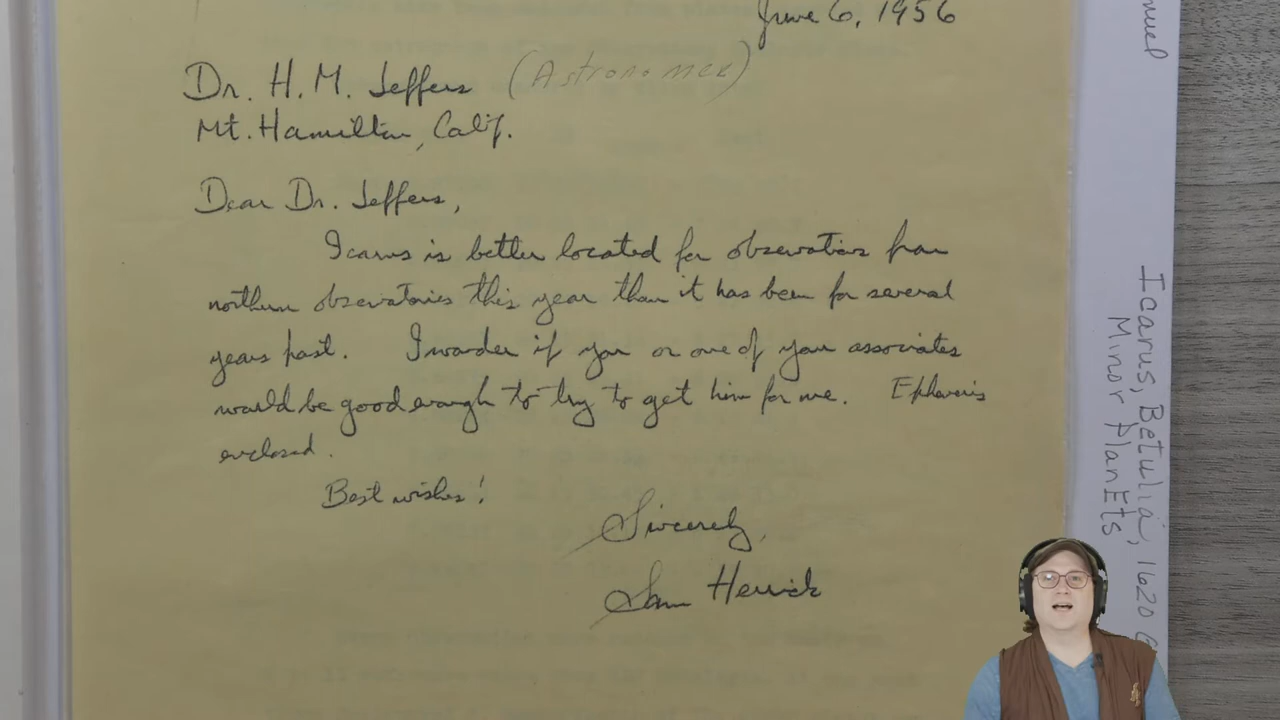 June 6, 1956
Dr. H. M. Jeffers (Astronomer)
Mt. Hamilton, Calif.
Dear Dr. Jeffers,
Icarus is better located for observations from
northern observatories this year than it has been for several
years past. I wonder if you or one of your associates
would be good enough to try to get him for me. Ephemeris
enclosed.
Best wishes!
Sincerely,
Sam Herrick
Icarus, Betulia, 1620
Minor PlanEts